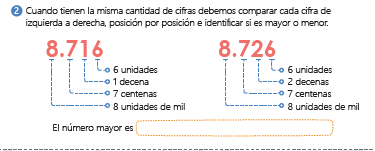 2 Cuando tienen la misma cantidad de cifras debemos comparar cada cifra de
izquierda a derecha, posición por posición e identificar si es mayor o menor.
8.716
6 unidades
1 decena
7 centenas
8 unidades de mil
8.726
6 unidades
2 decenas
7 centenas
8 unidades de mil
El número mayor es